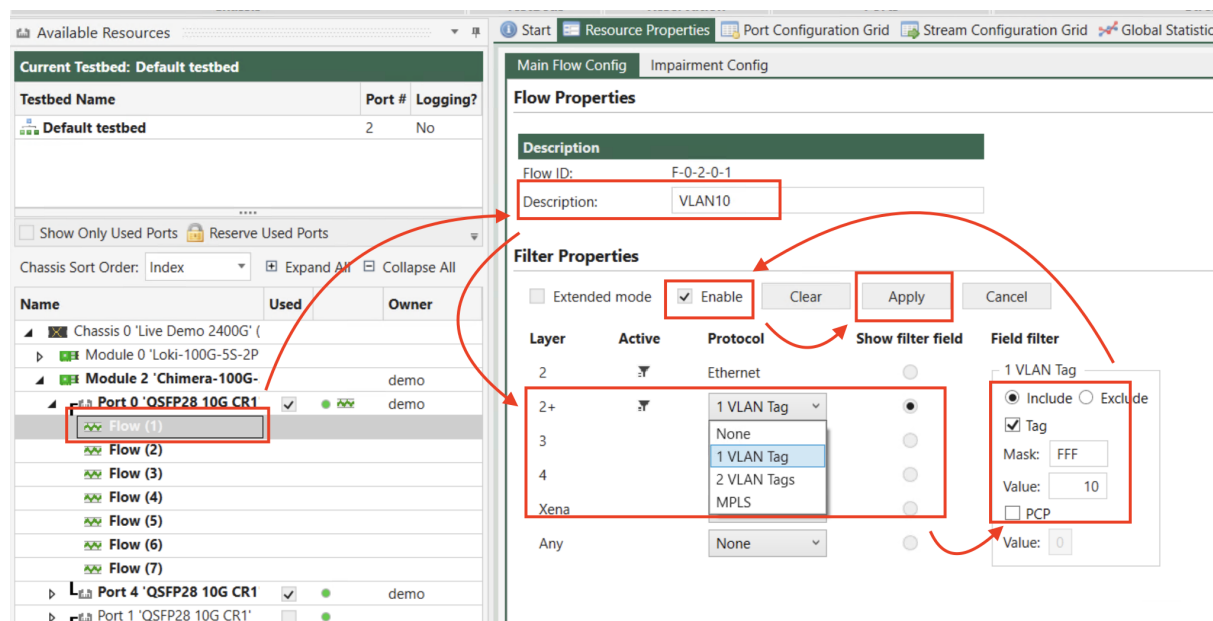 Available Resources
Current Testbed: Default testbed
Testbed Name Port # Logging?
Default testbed 2 No
Show Only Used Ports Reserve Used Ports
Chassis Sort Order: Index Expand All Collapse All
Name Used Owner
Chassis 0 'Live Demo 2400G' (
Module 0 'Loki-100G-5S-2P
Module 2 'Chimera-100G- demo
Port 0 'QSFP28 10G CR1 demo
Flow (1)
Flow (2)
Flow (3)
Flow (4)
Flow (5)
Flow (6)
Flow (7)
Port 4 'QSFP28 10G CR1 demo
Port 1 'QSFP28 10G CR1'
Start Resource Properties Port Configuration Grid Stream Configuration Grid Global Statistic
Main Flow Config Impairment Config
Flow Properties
Description
Flow ID: F-0-2-0-1
Description: VLAN10
Filter Properties
Extended mode Enable Clear Apply Cancel
Layer Active Protocol Show filter field Field filter
2 Ethernet
2+ 1 VLAN Tag
None
3
1 VLAN Tag
4
2 VLAN Tags
MPLS
Xena
Any None
1 VLAN Tag
Include Exclude
Tag
Mask: FFF
Value: 10
PCP
Value: 0